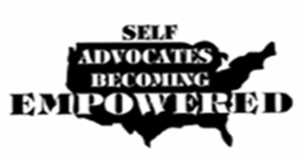 SELF
ADVOCATES
BECOMING
EMPOWERED